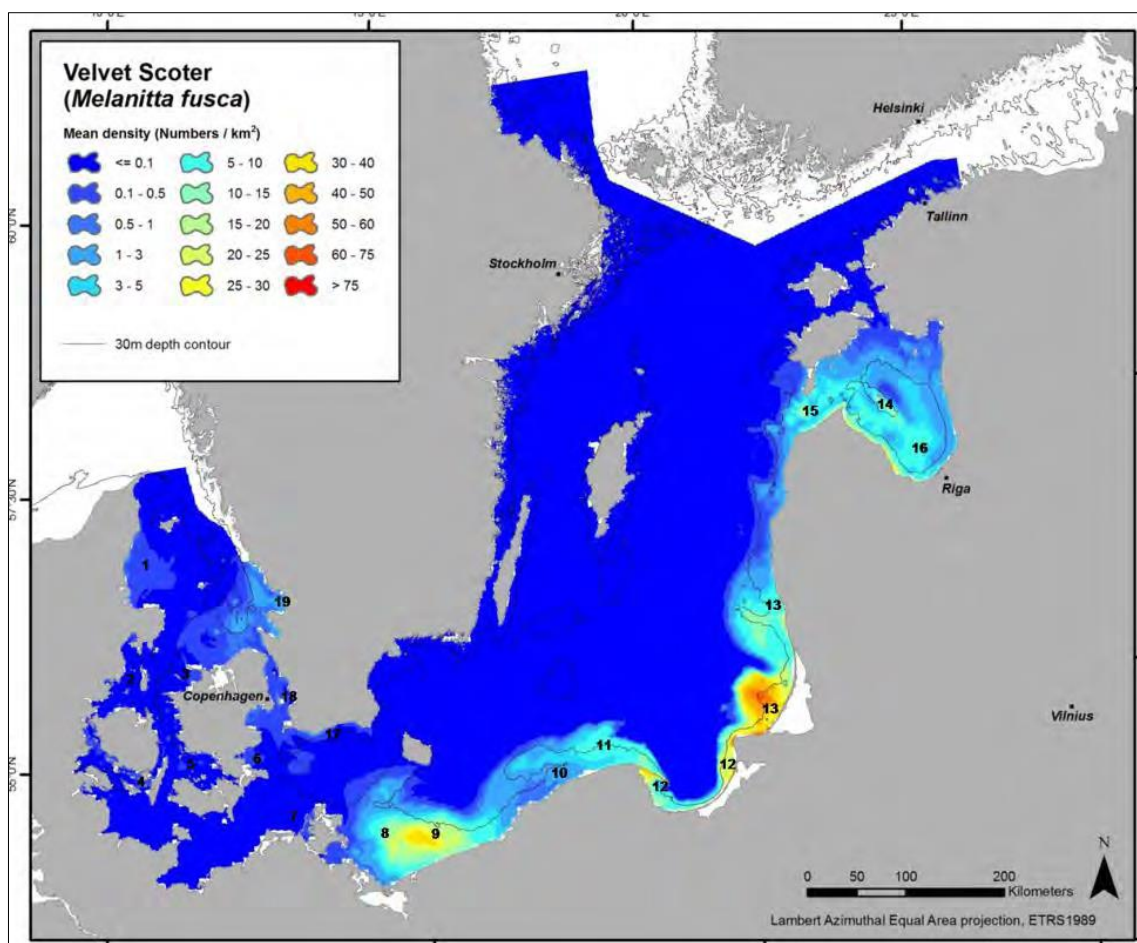 Velvet Scoter
(Melanitta fusca)
Mean density (Numbers / km²)
<= 0.1
0.1 - 0.5
0.5 - 1
1 - 3
3 - 5
5 - 10
10 - 15
15 - 20
20 - 25
25 - 30
30 - 40
40 - 50
50 - 60
60 - 75
> 75
30m depth contour
Helsinki
Tallinn
60°0'N
Stockholm
15
14
16
Riga
57°30'N
1
19
13
2
3
Copenhagen
18
13
Vilnius
17
11
6
4
5
10
12
12
55°0'N
7
8
9
N
0 50 100 200
Kilometers
Lambert Azimuthal Equal Area projection, ETRS1989